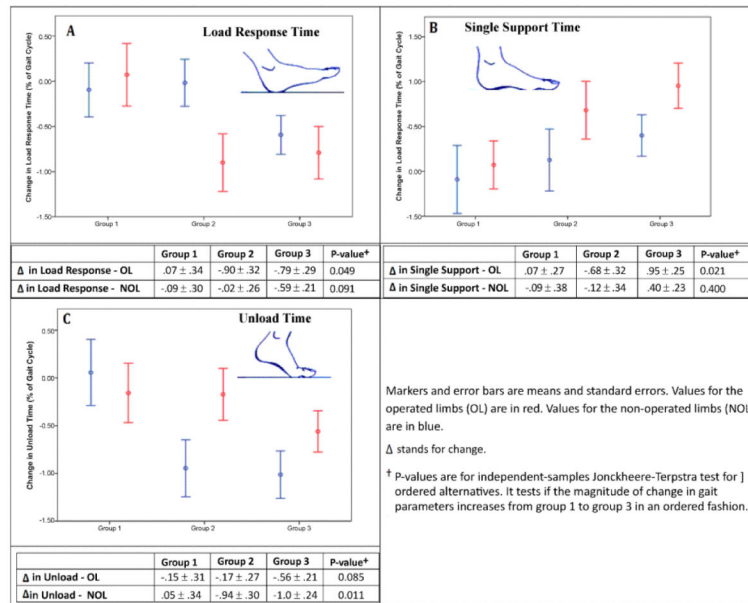 A
Load Response Time
Change in Load Response Time (% of Gait Cycle)
0.50
0.00
-0.50
-1.00
-1.50
Group 1
Group 2
Group 3
Group 1 Group 2 Group 3 P-value+
Δ in Load Response - OL .07 ± .34 -.90 ± .32 -.79 ± .29 0.049
Δ in Load Response - NOL -.09 ± .30 -.02 ± .26 -.59 ± .21 0.091
B
Single Support Time
Change in Load Response Time (% of Gait Cycle)
1.50
1.00
0.50
0.00
-0.50
Group 1
Group 2
Group 3
Group 1 Group 2 Group 3 P-value+
Δ in Single Support - OL .07 ± .27 -.68 ± .32 .95 ± .25 0.021
Δ in Single Support - NOL -.09 ± .38 -.12 ± .34 .40 ± .23 0.400
C
Unload Time
Change in Unload Time (% of Gait Cycle)
0.50
0.00
-0.50
-1.00
-1.50
Group 1
Group 2
Group 3
Group 1 Group 2 Group 3 P-value+
Δ in Unload - OL -.15 ± .31 -.17 ± .27 -.56 ± .21 0.085
Δin Unload - NOL .05 ± .34 -.94 ± .30 -1.0 ± .24 0.011
Markers and error bars are means and standard errors. Values for the
operated limbs (OL) are in red. Values for the non-operated limbs (NOL
are in blue.
Δ stands for change.
† P-values are for independent-samples Jonckheere-Terpstra test for ]
ordered alternatives. It tests if the magnitude of change in gait
parameters increases from group 1 to group 3 in an ordered fashion.